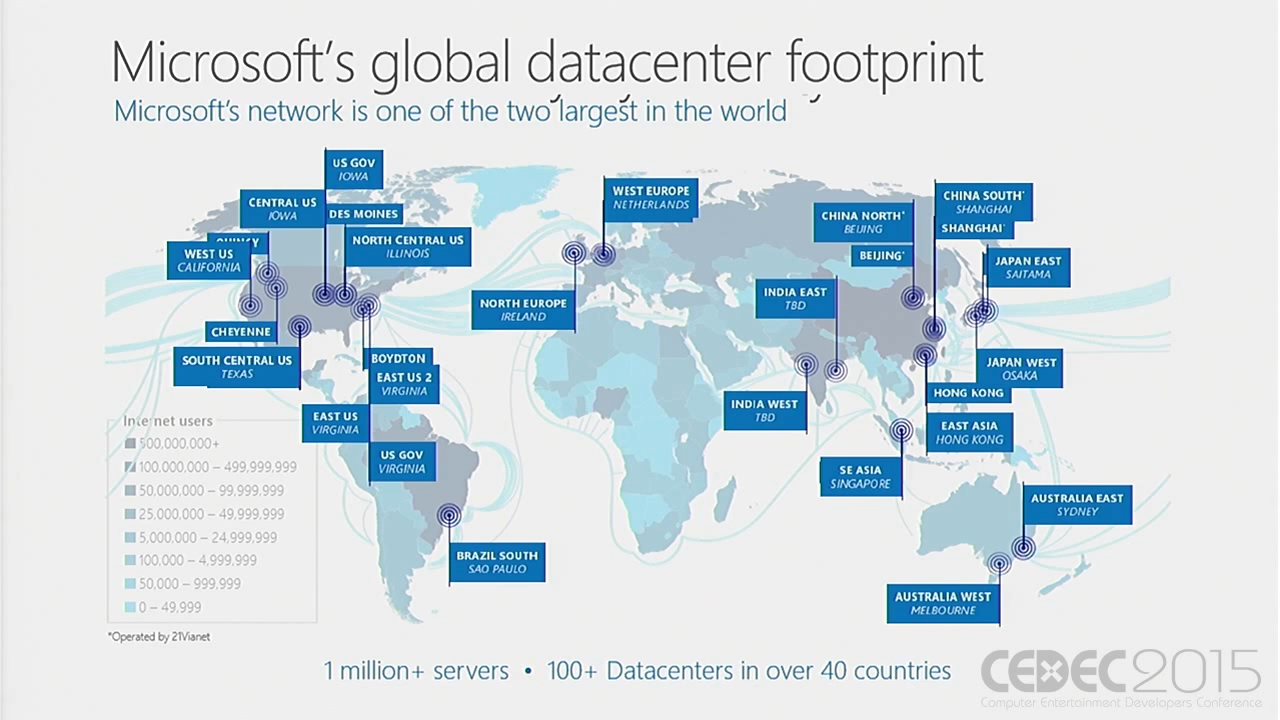 Microsoft's global datacenter footprint
Microsoft's network is one of the two largest in the world
US GOV
IOWA
CENTRAL US
IOWA
DES MOINES
QUINCY
WEST US
CALIFORNIA
NORTH CENTRAL US
ILLINOIS
CHEYENNE
SOUTH CENTRAL US
TEXAS
BOYDTON
EAST US 2
VIRGINIA
EAST US
VIRGINIA
US GOV
VIRGINIA
BRAZIL SOUTH
SAO PAULO
WEST EUROPE
NETHERLANDS
NORTH EUROPE
IRELAND
CHINA NORTH*
BEIJING
BEIJING*
CHINA SOUTH*
SHANGHAI
SHANGHAI*
JAPAN EAST
SAITAMA
INDIA EAST
TBD
INDIA WEST
TBD
JAPAN WEST
OSAKA
HONG KONG
EAST ASIA
HONG KONG
SE ASIA
SINGAPORE
AUSTRALIA EAST
SYDNEY
AUSTRALIA WEST
MELBOURNE
Internet users
500,000,000+
100,000,000 – 499,999,999
50,000,000 – 99,999,999
25,000,000 – 49,999,999
5,000,000 – 24,999,999
100,000 – 4,999,999
50,000 – 999,999
0 – 49,999
*Operated by 21Vianet
1 million+ servers • 100+ Datacenters in over 40 countries
CEDEC 2015
Computer Entertainment Developers Conference